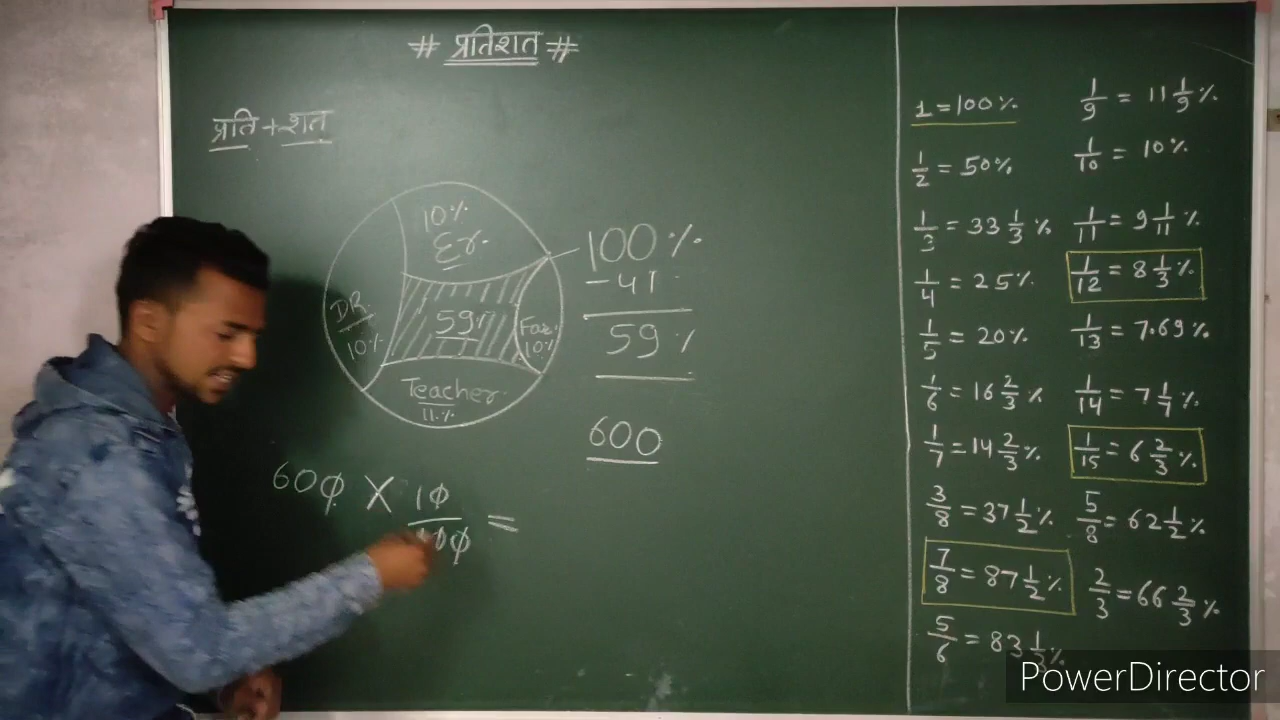 # प्रतिशत #
प्रति + शत
10%
Er.
DR.
10%
59%
Far.
10%
Teacher
11%
100%
- 41
59%
600
600 × 10/100 =
1 = 100%
1/2 = 50%
1/3 = 33 1/3 %
1/4 = 25%
1/5 = 20%
1/6 = 16 2/3 %
1/7 = 14 2/3 %
3/8 = 37 1/2 %
7/8 = 87 1/2 %
5/6 = 83 1/3 %
1/9 = 11 1/9 %
1/10 = 10%
1/11 = 9 1/11 %
1/12 = 8 1/3 %
1/13 = 7.69 %
1/14 = 7 1/7 %
1/15 = 6 2/3 %
5/8 = 62 1/2 %
2/3 = 66 2/3 %
PowerDirector